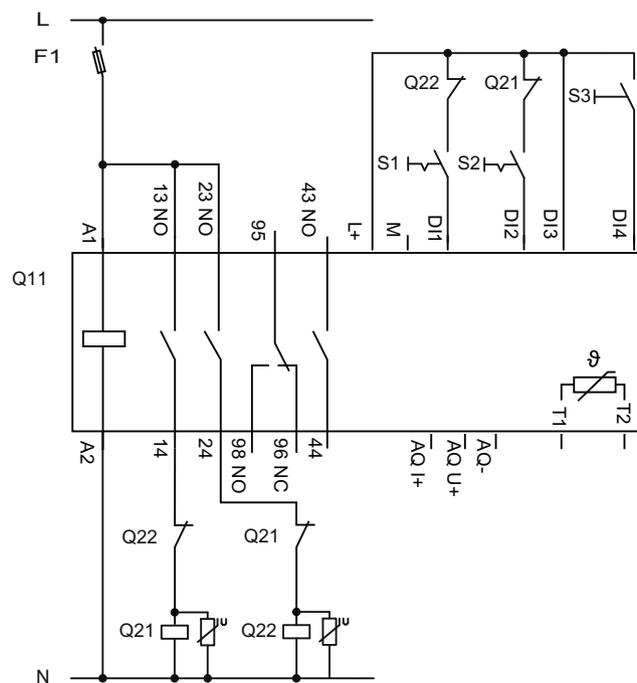 L
F1
Q22
Q21
S3
S1
S2
A1
13 NO
23 NO
95
43 NO
L+
M
DI1
DI2
DI3
DI4
Q11
ϑ
A2
14
24
98 NO
96 NC
44
AQ I+
AQ U+
AQ-
T1
T2
Q22
Q21
Q21
U
Q22
U
N